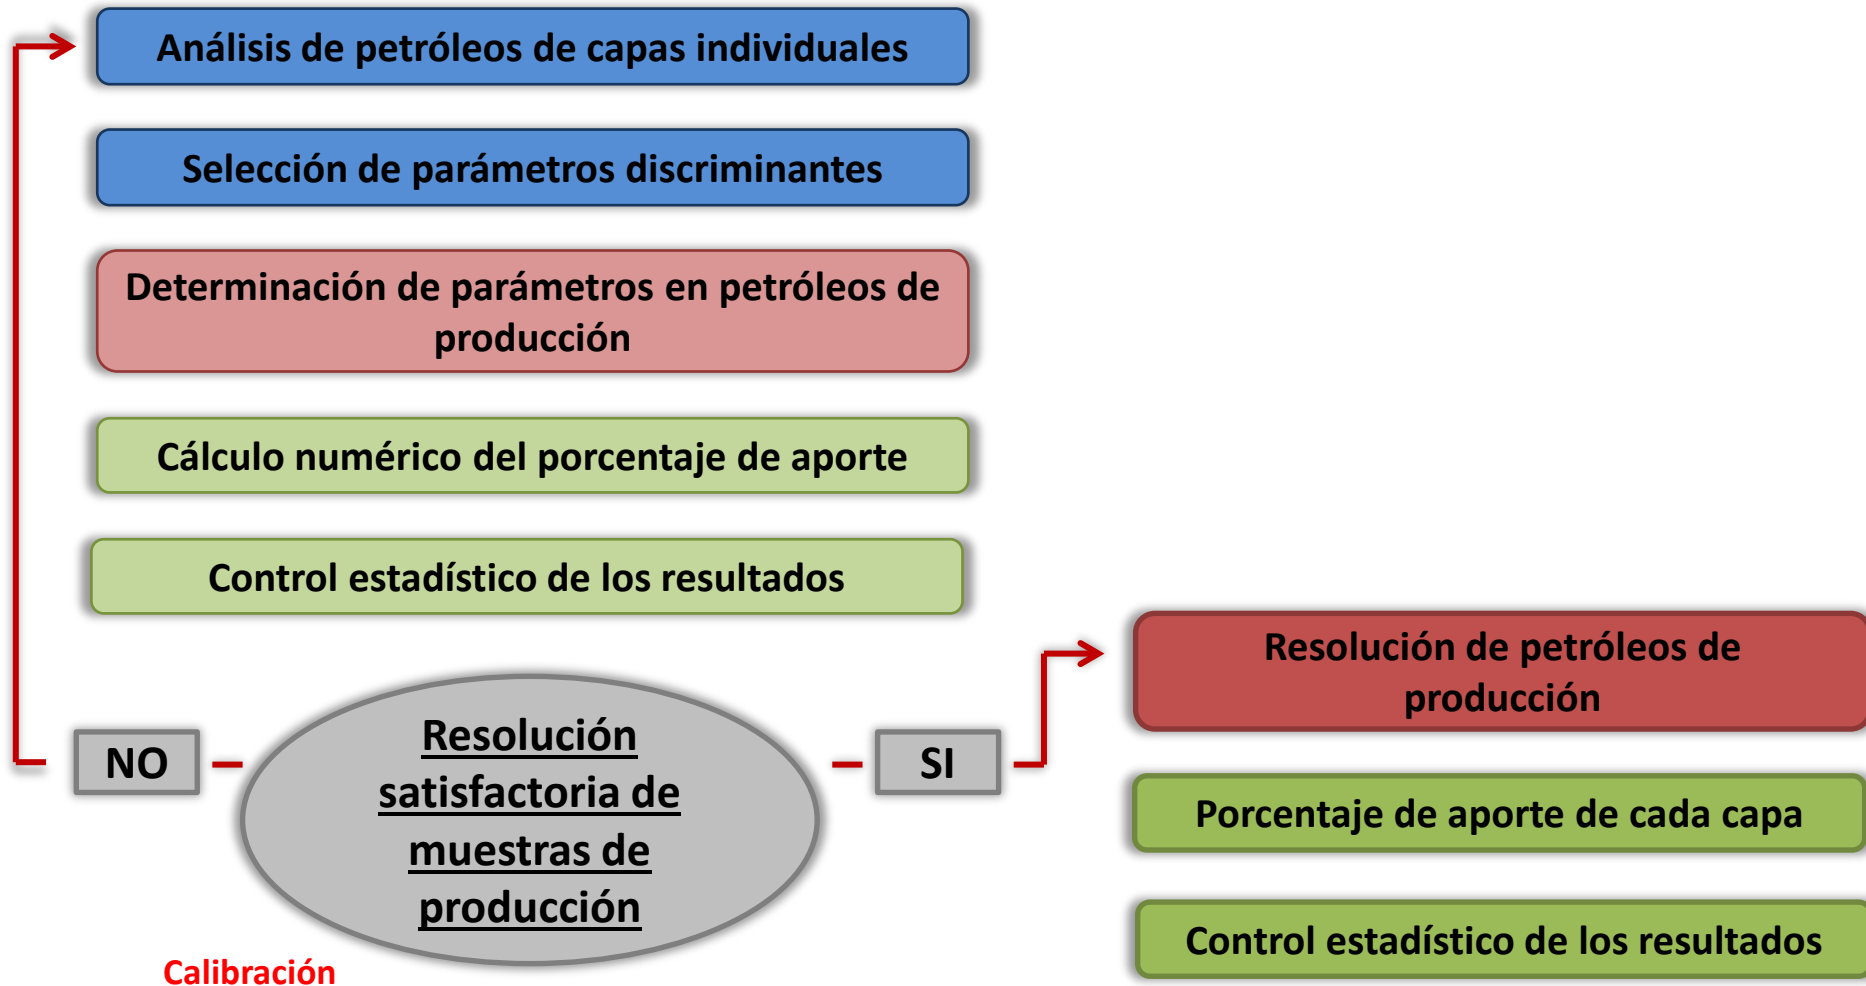 Análisis de petróleos de capas individuales
Selección de parámetros discriminantes
Determinación de parámetros en petróleos de
producción
Cálculo numérico del porcentaje de aporte
Control estadístico de los resultados
NO
Resolución
satisfactoria de
muestras de
producción
SI
Calibración
Resolución de petróleos de
producción
Porcentaje de aporte de cada capa
Control estadístico de los resultados